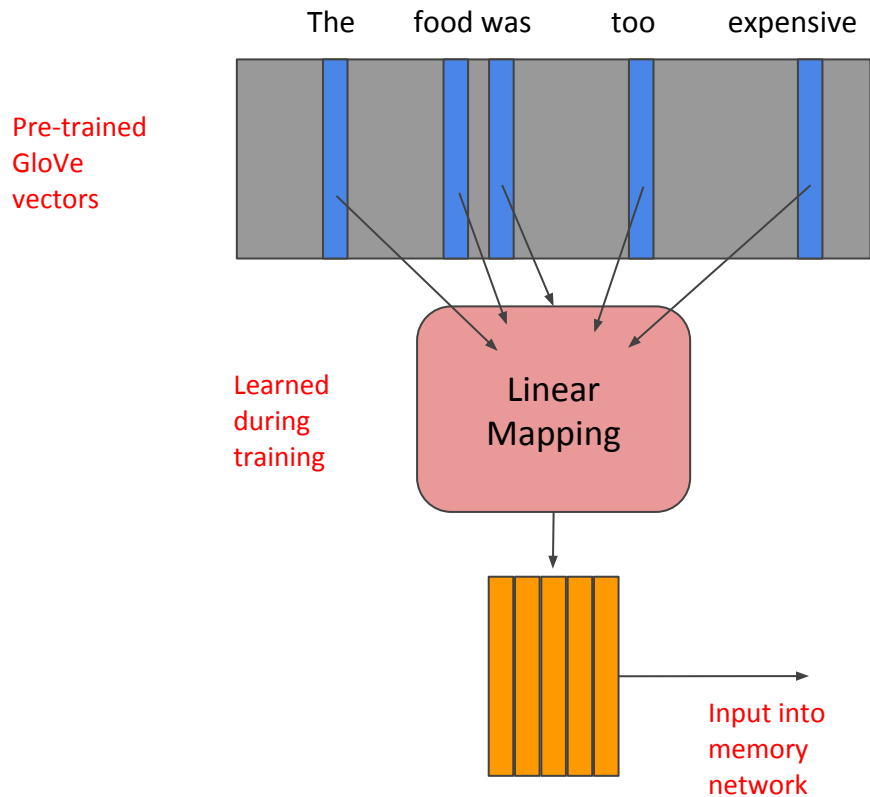 The food was too expensive
Pre-trained
GloVe
vectors
Linear
Mapping
Learned
during
training
Input into
memory
network